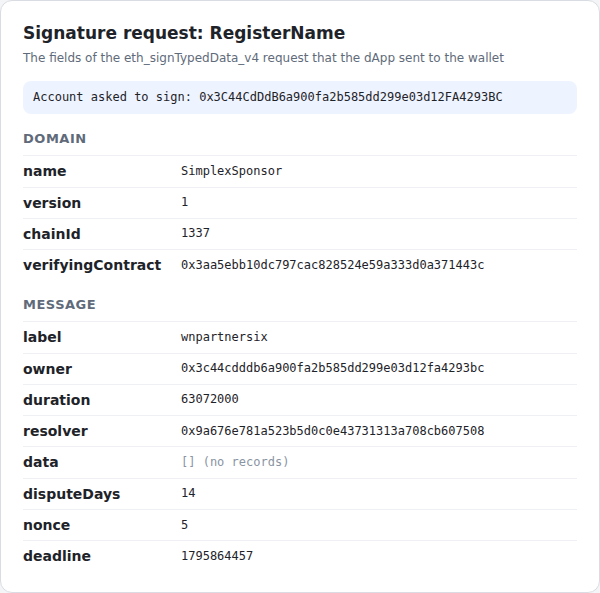 Signature request: RegisterName
The fields of the eth_signTypedData_v4 request that the dApp sent to the wallet
Account asked to sign: 0x3C44CdDdB6a900fa2b585dd299e03d12FA4293BC
DOMAIN
name SimplexSponsor
version 1
chainId 1337
verifyingContract 0x3aa5ebb10dc797cac828524e59a333d0a371443c
MESSAGE
label wnpartnersix
owner 0x3c44cdddb6a900fa2b585dd299e03d12fa4293bc
duration 63072000
resolver 0x9a676e781a523b5d0c0e43731313a708cb607508
data [] (no records)
disputeDays 14
nonce 5
deadline 1795864457